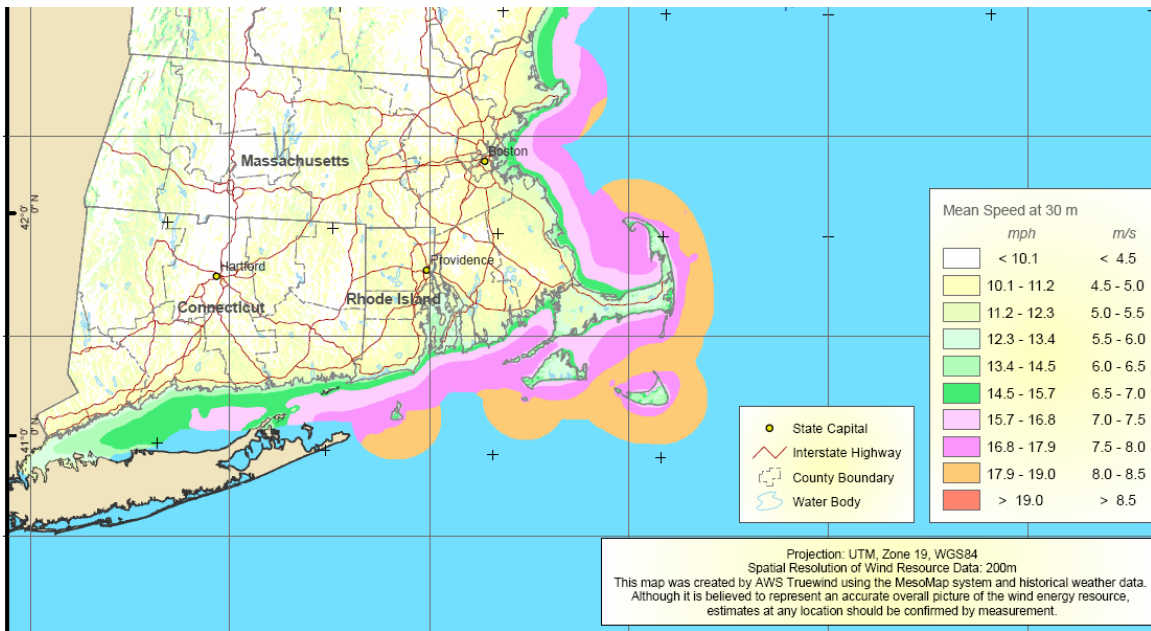 Massachusetts
Boston
42°0'
0" N
Hartford
Providence
Connecticut
Rhode Island
41°0'
0" N
Mean Speed at 30 m
mph m/s
< 10.1 < 4.5
10.1 - 11.2 4.5 - 5.0
11.2 - 12.3 5.0 - 5.5
12.3 - 13.4 5.5 - 6.0
13.4 - 14.5 6.0 - 6.5
14.5 - 15.7 6.5 - 7.0
15.7 - 16.8 7.0 - 7.5
16.8 - 17.9 7.5 - 8.0
17.9 - 19.0 8.0 - 8.5
> 19.0 > 8.5
State Capital
Interstate Highway
County Boundary
Water Body
Projection: UTM, Zone 19, WGS84
Spatial Resolution of Wind Resource Data: 200m
This map was created by AWS Truewind using the MesoMap system and historical weather data.
Although it is believed to represent an accurate overall picture of the wind energy resource,
estimates at any location should be confirmed by measurement.